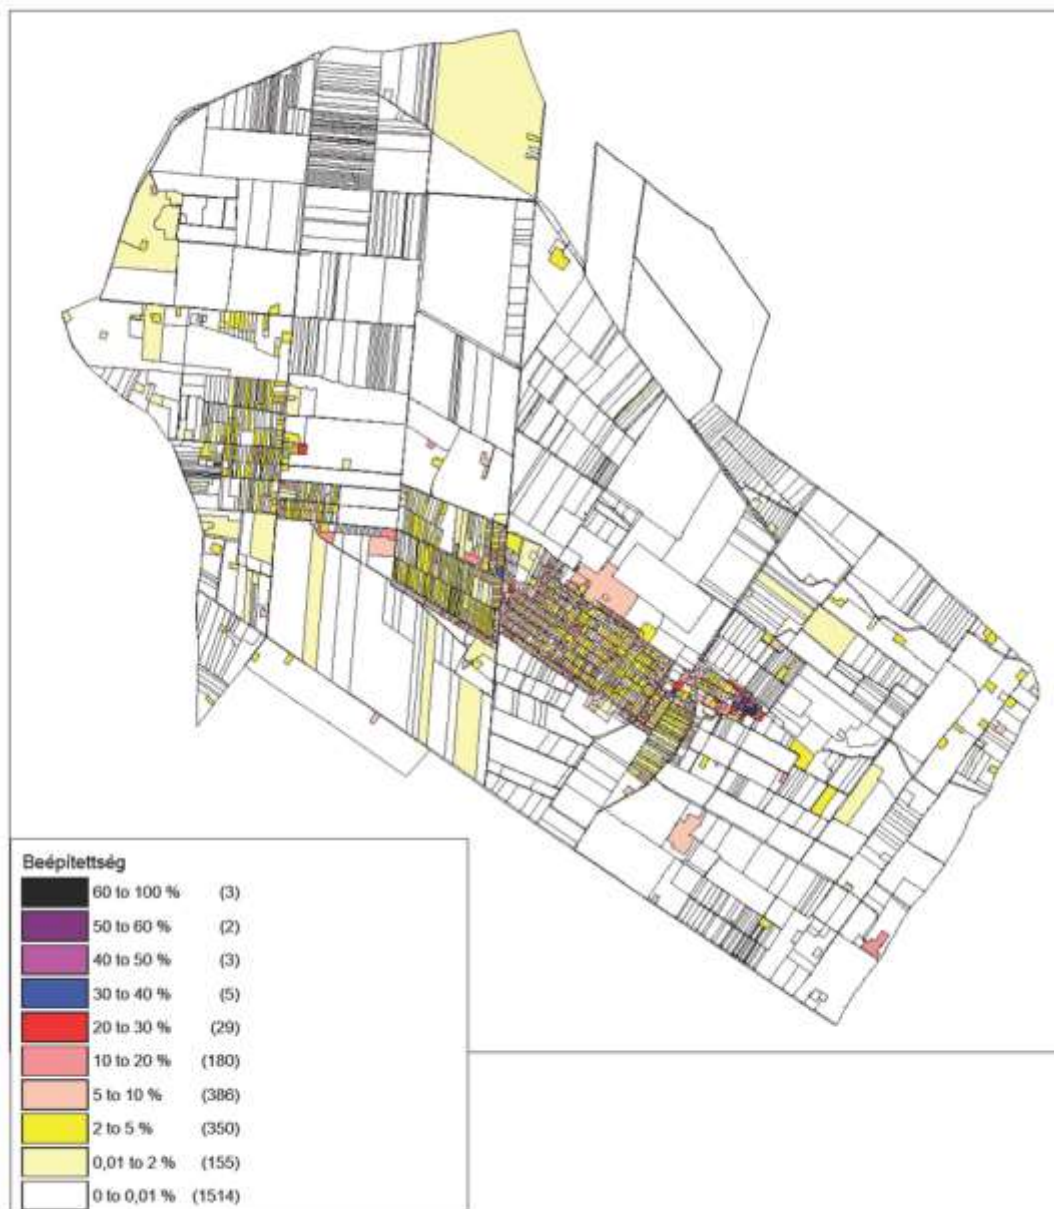 Beépítettség
60 to 100 % (3)
50 to 60 % (2)
40 to 50 % (3)
30 to 40 % (5)
20 to 30 % (29)
10 to 20 % (180)
5 to 10 % (386)
2 to 5 % (350)
0,01 to 2 % (155)
0 to 0,01 % (1514)